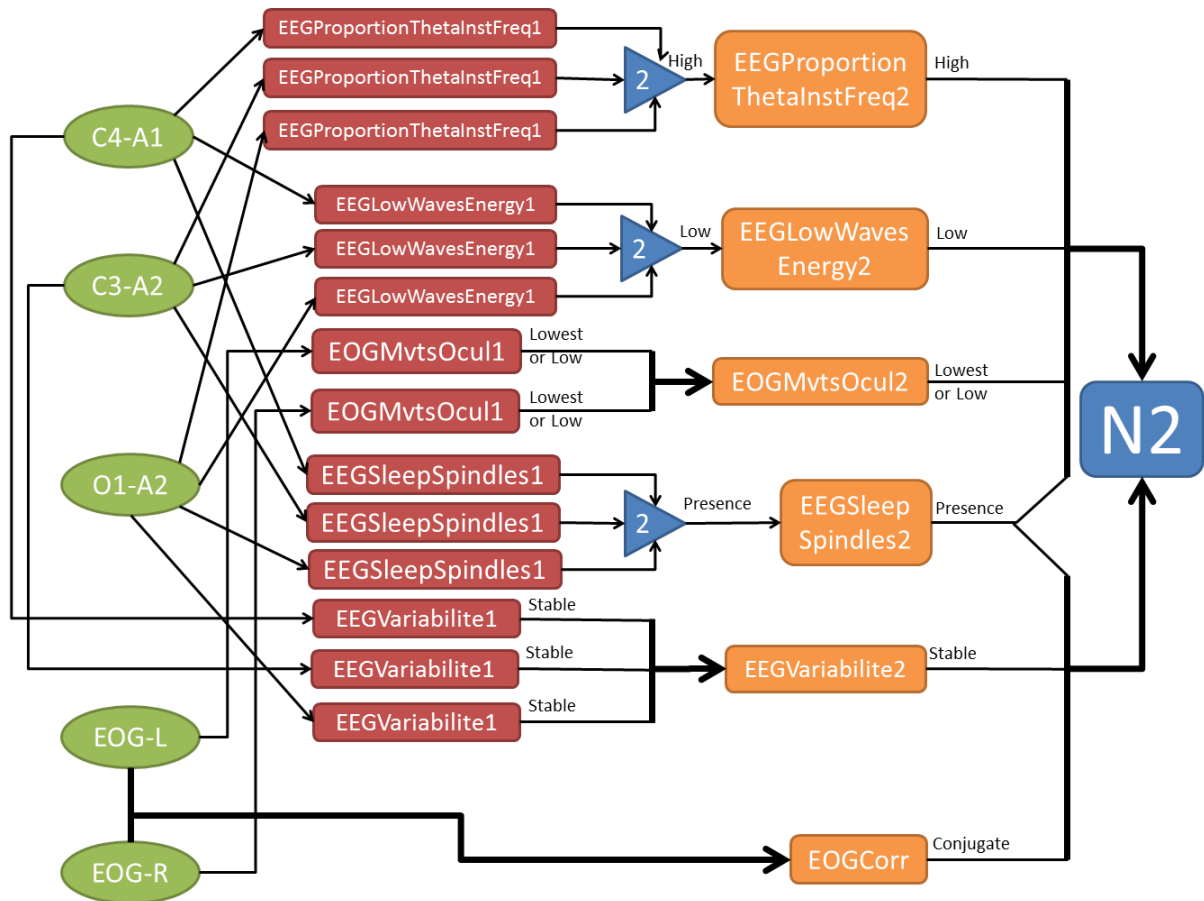 EEGProportionThetaInstFreq1
EEGProportionThetaInstFreq1
EEGProportionThetaInstFreq1
2
High
EEGProportion
ThetaInstFreq2
High
C4-A1
EEGLowWavesEnergy1
EEGLowWavesEnergy1
EEGLowWavesEnergy1
2
Low
EEGLowWaves
Energy2
Low
C3-A2
EOGMvtsOcul1
Lowest
or Low
EOGMvtsOcul1
Lowest
or Low
EOGMvtsOcul2
Lowest
or Low
N2
O1-A2
EEGSleepSpindles1
EEGSleepSpindles1
EEGSleepSpindles1
2
Presence
EEGSleep
Spindles2
Presence
EEGVariabilite1
Stable
EEGVariabilite1
Stable
EEGVariabilite1
Stable
EEGVariabilite2
Stable
EOG-L
EOG-R
EOGCorr
Conjugate